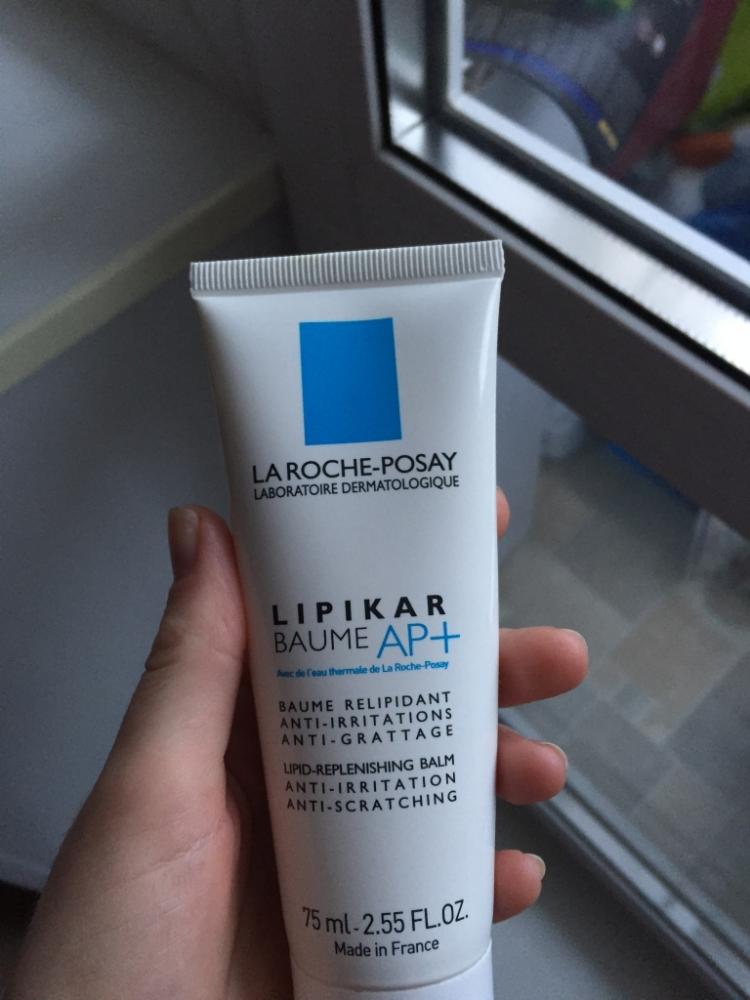 LA ROCHE-POSAY
LABORATOIRE DERMATOLOGIQUE
LIPIKAR
BAUME AP+
Avec de l'eau thermale de La Roche-Posay
BAUME RELIPIDANT
ANTI-IRRITATIONS
ANTI-GRATTAGE
LIPID-REPLENISHING BALM
ANTI-IRRITATION
ANTI-SCRATCHING
75 ml - 2.55 FL.OZ.
Made in France